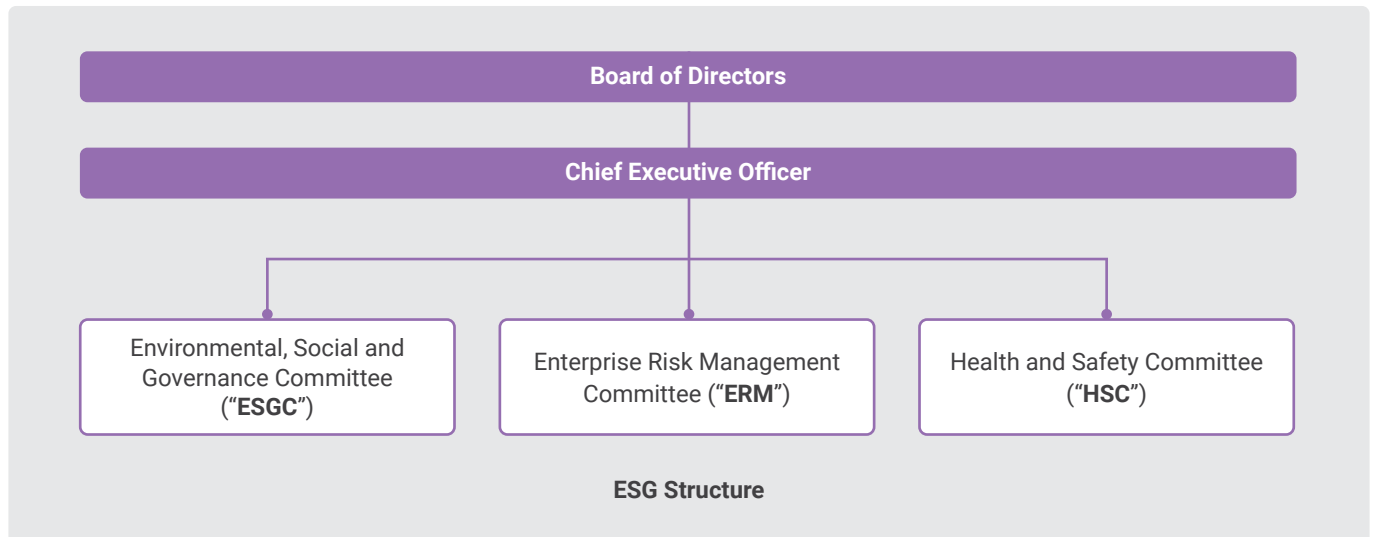 Board of Directors
Chief Executive Officer
Environmental, Social and
Governance Committee
(“ESGC”)
Enterprise Risk Management
Committee (“ERM”)
Health and Safety Committee
(“HSC”)
ESG Structure